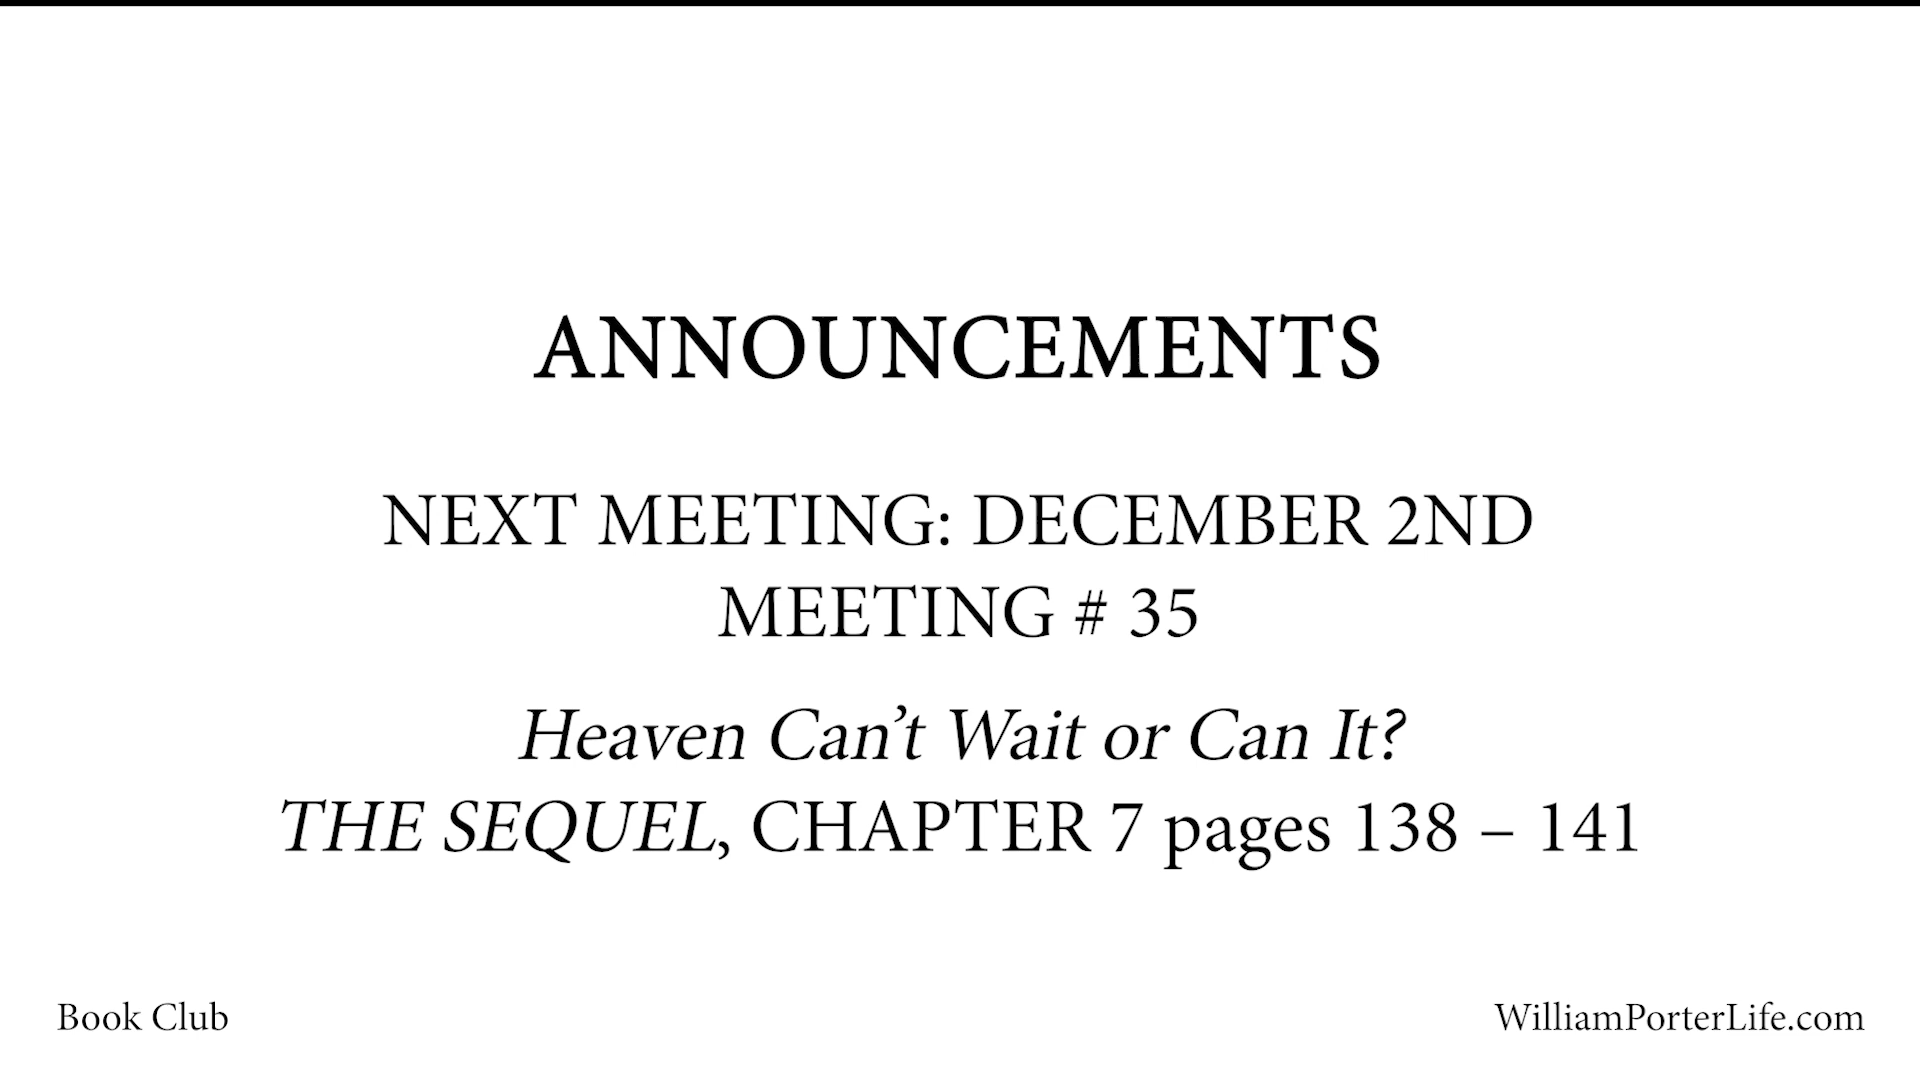 ANNOUNCEMENTS
NEXT MEETING: DECEMBER 2ND
MEETING # 35
Heaven Can’t Wait or Can It?
THE SEQUEL, CHAPTER 7 pages 138 – 141
Book Club
WilliamPorterLife.com